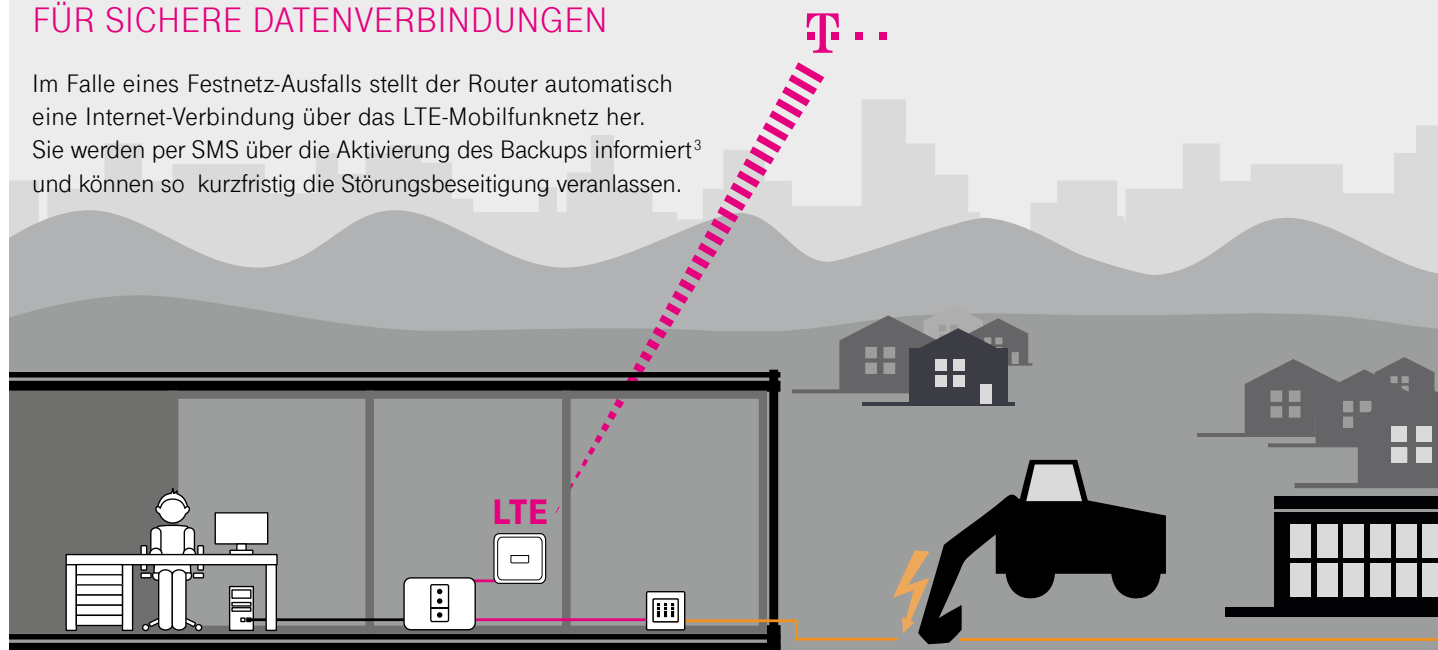 FÜR SICHERE DATENVERBINDUNGEN
Im Falle eines Festnetz-Ausfalls stellt der Router automatisch
eine Internet-Verbindung über das LTE-Mobilfunknetz her.
Sie werden per SMS über die Aktivierung des Backups informiert³
und können so kurzfristig die Störungsbeseitigung veranlassen.
T
LTE